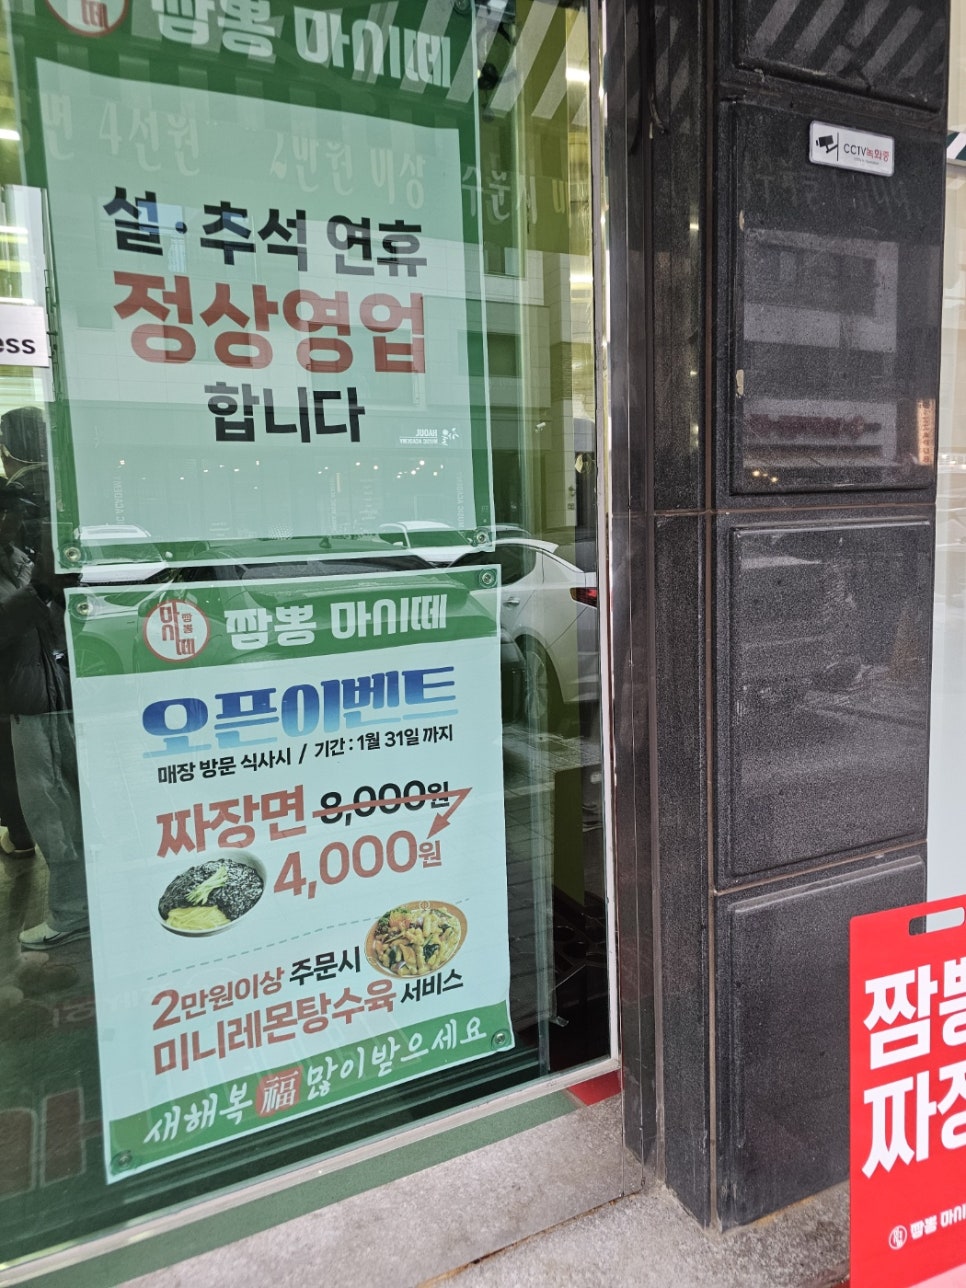 짬뽕 마시떼
설·추석 연휴
정상영업
합니다
ess
CCTV녹화중
마시떼
짬뽕
짬뽕 마시떼
오픈이벤트
매장 방문 식사시 / 기간 : 1월 31일 까지
짜장면 8,000원
4,000원
2만원이상 주문시
미니레몬탕수육 서비스
새해 복 福 많이 받으세요
짬뽕
짜장
짬뽕 마시